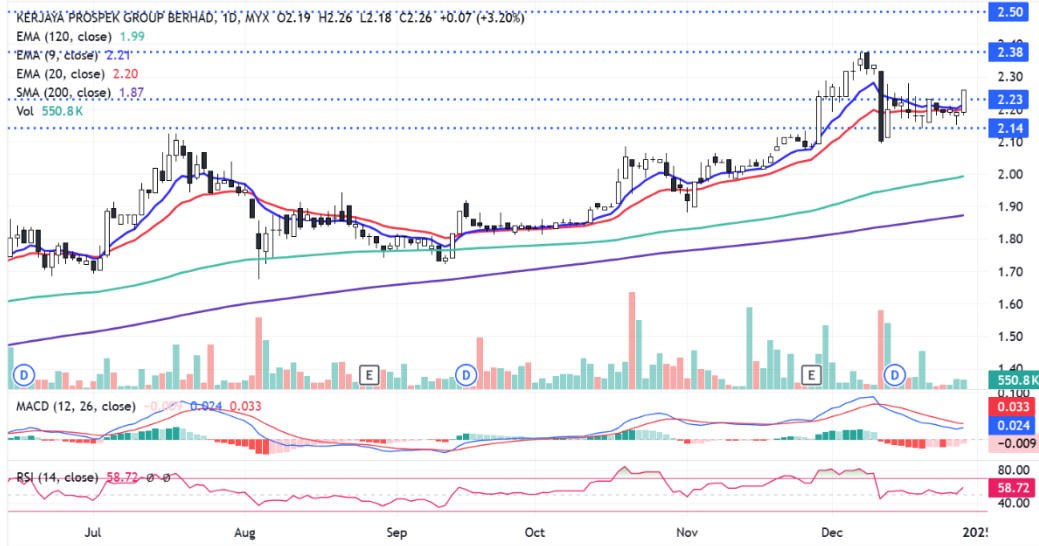 KERJAYA PROSPEK GROUP BERHAD, 1D, MYX O2.19 H2.26 L2.18 C2.26 +0.07 (+3.20%)
EMA (120, close) 1.99
EMA (9, close) 2.21
EMA (20, close) 2.20
SMA (200, close) 1.87
Vol 550.8K
2.50
2.40
2.38
2.30
2.23
2.20
2.14
2.10
2.00
1.90
1.80
1.70
1.60
1.50
1.40
D
E
D
E
D
550.8K
0.100
MACD (12, 26, close) −0.009 0.024 0.033
0.033
0.024
−0.009
RSI (14, close) 58.72 ∅ ∅
80.00
58.72
40.00
Jul Aug Sep Oct Nov Dec 202